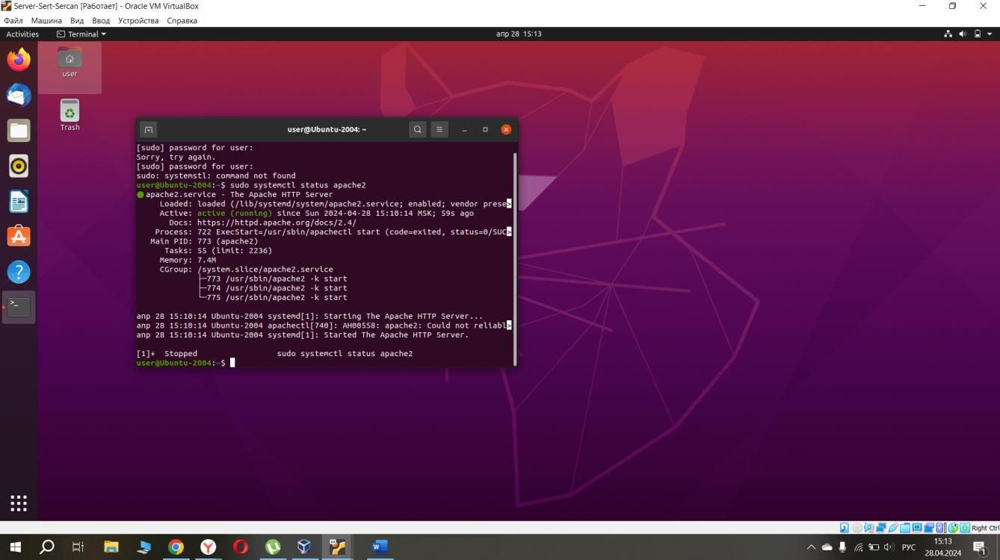 Server-Sert-Sercan [Работает] - Oracle VM VirtualBox
Файл Машина Вид Ввод Устройства Справка
Activities Terminal апр 28 15:13
user
Trash
user@Ubuntu-2004: ~
[sudo] password for user:
Sorry, try again.
[sudo] password for user:
sudo: systemstl: command not found
user@Ubuntu-2004:~$ sudo systemctl status apache2
apache2.service - The Apache HTTP Server
Loaded: loaded (/lib/systemd/system/apache2.service; enabled; vendor prese>
Active: active (running) since Sun 2024-04-28 15:10:14 MSK; 59s ago
Docs: https://httpd.apache.org/docs/2.4/
Process: 722 ExecStart=/usr/sbin/apachectl start (code=exited, status=0/SUC>
Main PID: 773 (apache2)
Tasks: 55 (limit: 2236)
Memory: 7.4M
CGroup: /system.slice/apache2.service
├─773 /usr/sbin/apache2 -k start
├─774 /usr/sbin/apache2 -k start
└─775 /usr/sbin/apache2 -k start
апр 28 15:10:14 Ubuntu-2004 systemd[1]: Starting The Apache HTTP Server...
апр 28 15:10:14 Ubuntu-2004 apachectl[740]: AH00558: apache2: Could not reliabl>
апр 28 15:10:14 Ubuntu-2004 systemd[1]: Started The Apache HTTP Server.
[1]+ Stopped sudo systemctl status apache2
user@Ubuntu-2004:~$
Right Ctrl
РУС
15:13
28.04.2024
1